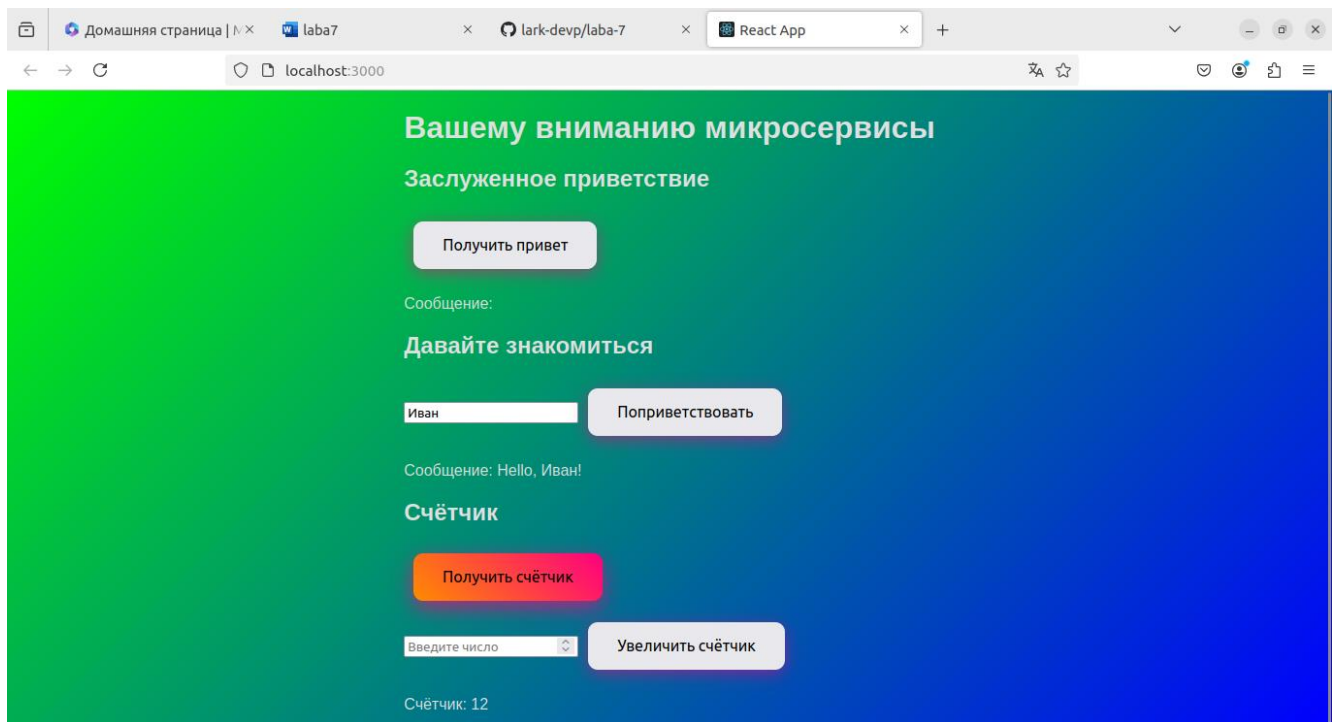 Домашняя страница | M
laba7
lark-devp/laba-7
React App
localhost:3000
Вашему вниманию микросервисы
Заслуженное приветствие
Получить привет
Сообщение:
Давайте знакомиться
Иван Поприветствовать
Сообщение: Hello, Иван!
Счётчик
Получить счётчик
Введите число Увеличить счётчик
Счётчик: 12